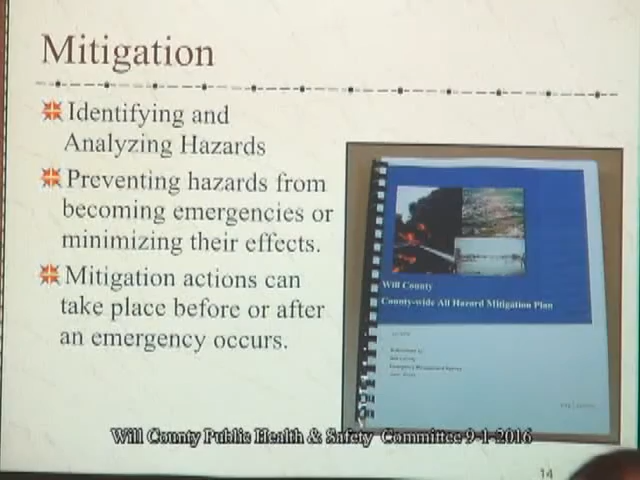 Mitigation
Identifying and
Analyzing Hazards
Preventing hazards from
becoming emergencies or
minimizing their effects.
Mitigation actions can
take place before or after
an emergency occurs.
Will County
County-wide All Hazard Mitigation Plan
Will County Public Health & Safety Committee 9-1-2016
14